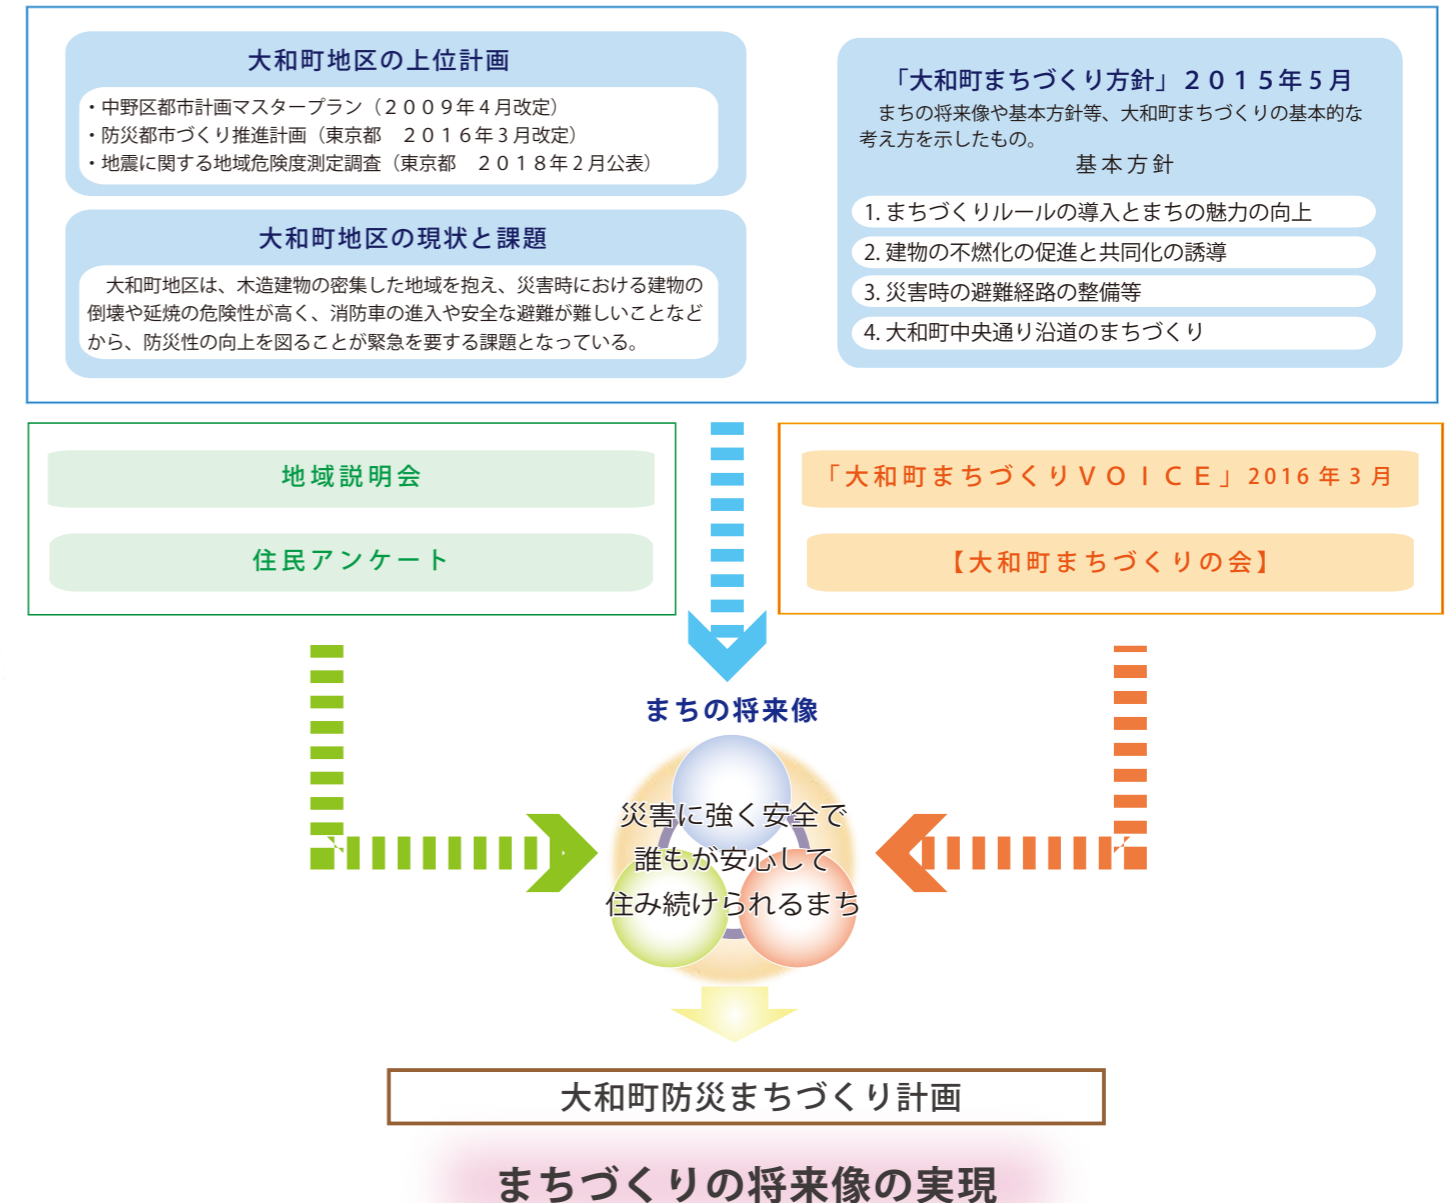 大和町地区の上位計画
・中野区都市計画マスタープラン（２００９年４月改定）
・防災都市づくり推進計画（東京都　２０１６年３月改定）
・地震に関する地域危険度測定調査（東京都　２０１８年２月公表）
大和町地区の現状と課題
大和町地区は、木造建物の密集した地域を抱え、災害時における建物の
倒壊や延焼の危険性が高く、消防車の進入や安全な避難が難しいことなど
から、防災性の向上を図ることが緊急を要する課題となっている。
「大和町まちづくり方針」２０１５年５月
まちの将来像や基本方針等、大和町まちづくりの基本的な
考え方を示したもの。
基本方針
1. まちづくりルールの導入とまちの魅力の向上
2. 建物の不燃化の促進と共同化の誘導
3. 災害時の避難経路の整備等
4. 大和町中央通り沿道のまちづくり
地域説明会
住民アンケート
「大和町まちづくりＶＯＩＣＥ」2016 年 3 月
【大和町まちづくりの会】
まちの将来像
災害に強く安全で
誰もが安心して
住み続けられるまち
大和町防災まちづくり計画
まちづくりの将来像の実現